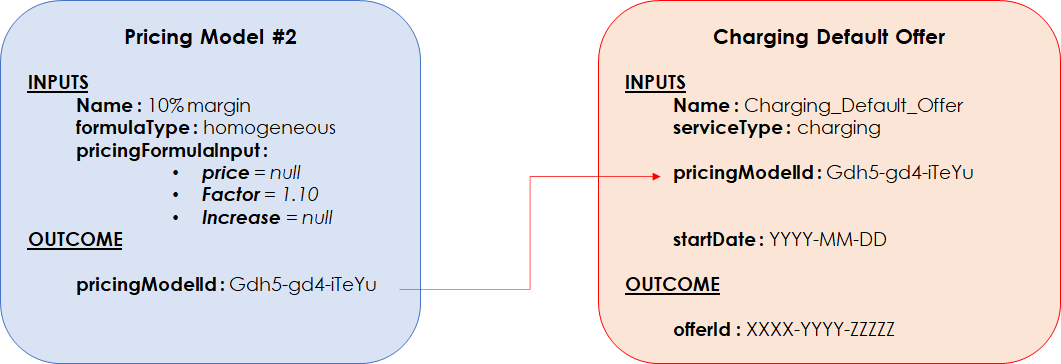 Pricing Model #2
INPUTS
Name : 10% margin
formulaType : homogeneous
pricingFormulaInput :
• price = null
• Factor = 1.10
• Increase = null
OUTCOME
pricingModelId : Gdh5-gd4-iTeYu
Charging Default Offer
INPUTS
Name : Charging_Default_Offer
serviceType : charging
pricingModelId : Gdh5-gd4-iTeYu
startDate : YYYY-MM-DD
OUTCOME
offerId : XXXX-YYYY-ZZZZZ